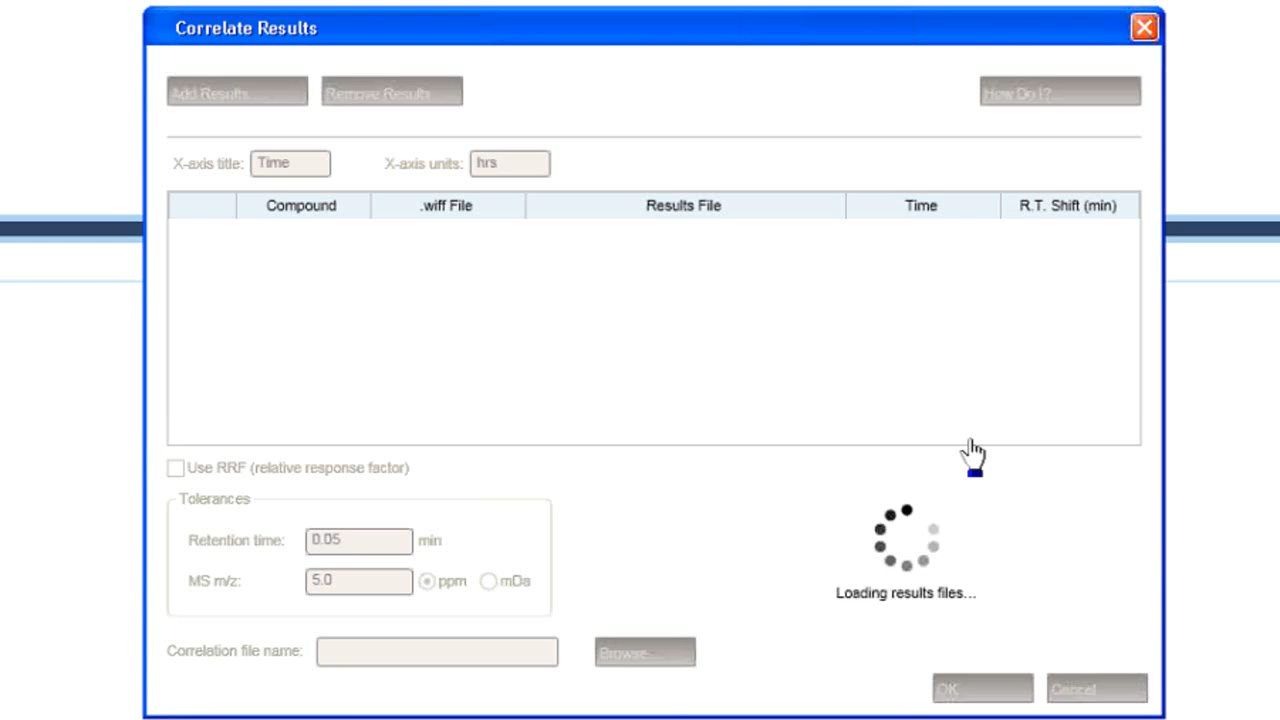 Correlate Results
Add Results... Remove Results How Do I?...
X-axis title: Time X-axis units: hrs
Compound .wiff File Results File Time R.T. Shift (min)
Use RRF (relative response factor)
Tolerances
Retention time: 0.05 min
MS m/z: 5.0 ppm mDa
Loading results files...
Correlation file name: Browse...
OK Cancel